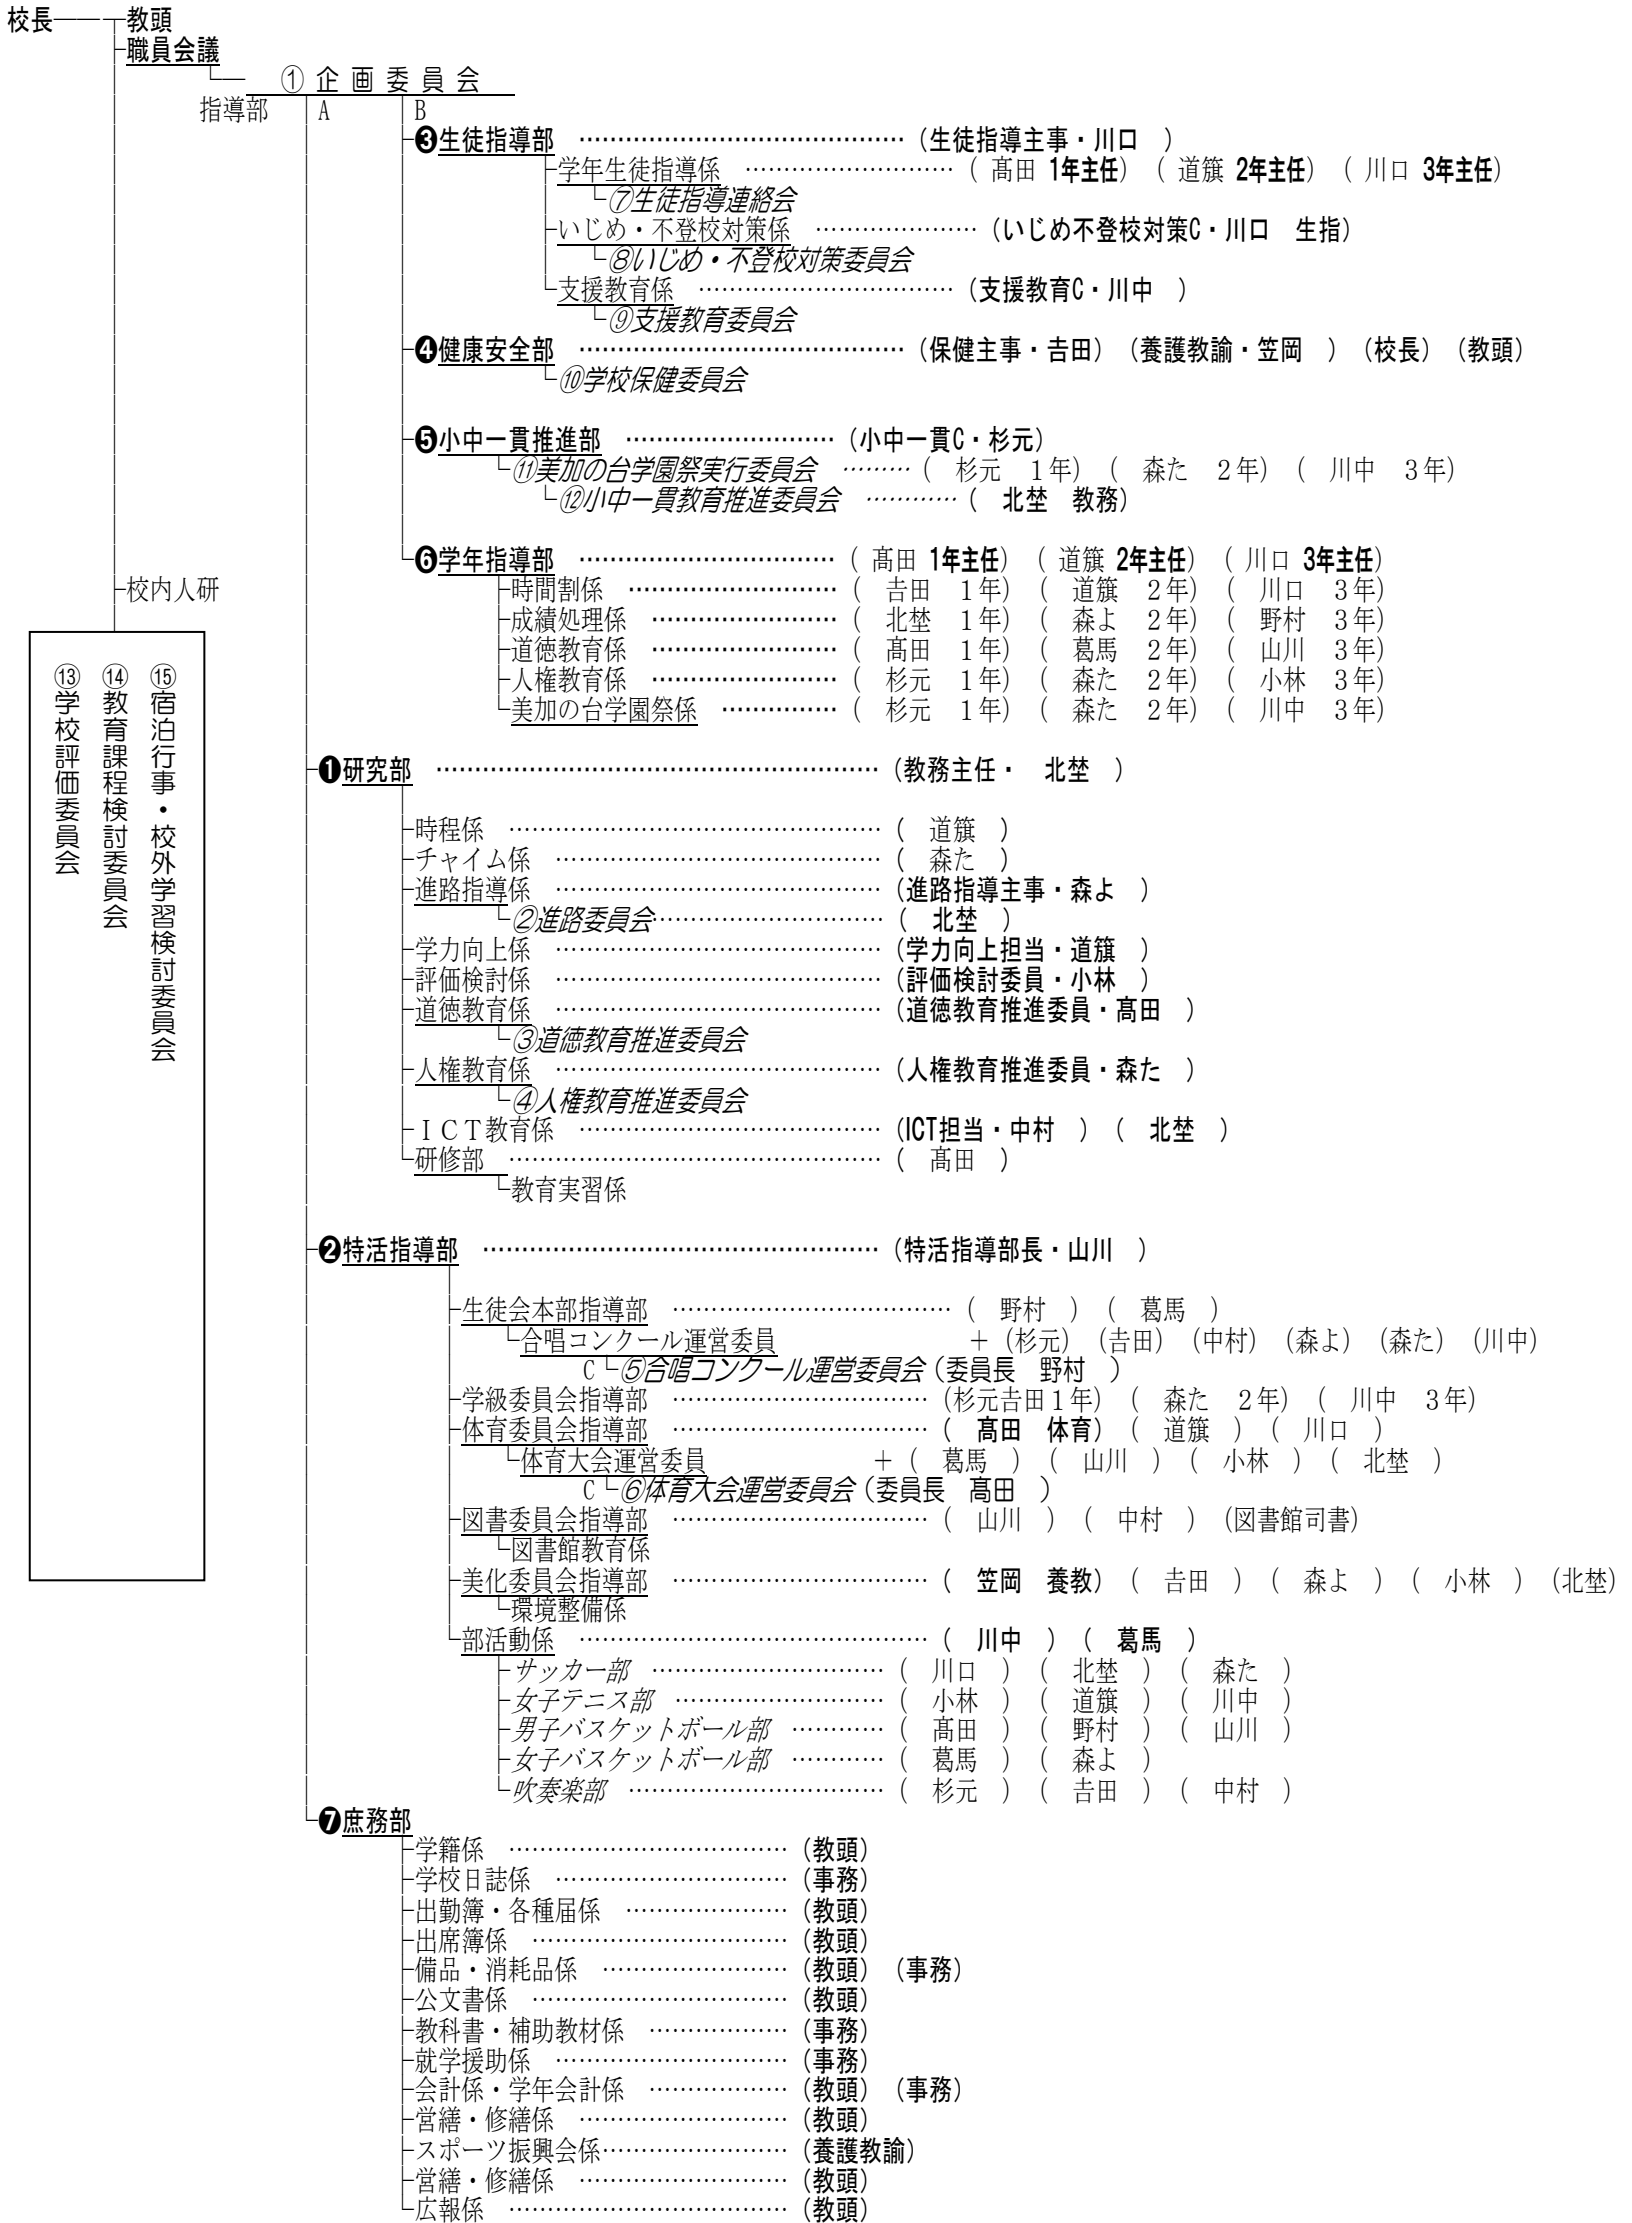 校長 教頭
職員会議
①企画委員会
指導部 A B
❸生徒指導部 …………………………………… (生徒指導主事・川口 )
学年生徒指導係 ……………………… ( 髙田 1年主任) ( 道籏 2年主任) ( 川口 3年主任)
⑦生徒指導連絡会
いじめ・不登校対策係 ………………… (いじめ不登校対策C・川口 生指)
⑧いじめ・不登校対策委員会
支援教育係 …………………………… (支援教育C・川中 )
⑨支援教育委員会
❹健康安全部 …………………………………… (保健主事・𠮷田) (養護教諭・笠岡 ) (校長) (教頭)
⑩学校保健委員会
❺小中一貫推進部 ……………………… (小中一貫C・杉元)
⑪美加の台学園祭実行委員会 ……… ( 杉元 1年) ( 森た 2年) ( 川中 3年)
⑫小中一貫教育推進委員会 ………… ( 北埜 教務)
❻学年指導部 …………………………… ( 髙田 1年主任) ( 道籏 2年主任) ( 川口 3年主任)
校内人研 時間割係 ……………………… ( 𠮷田 1年) ( 道籏 2年) ( 川口 3年)
成績処理係 …………………… ( 北埜 1年) ( 森よ 2年) ( 野村 3年)
道徳教育係 …………………… ( 髙田 1年) ( 葛馬 2年) ( 山川 3年)
人権教育係 …………………… ( 杉元 1年) ( 森た 2年) ( 小林 3年)
美加の台学園祭係 …………… ( 杉元 1年) ( 森た 2年) ( 川中 3年)
⑮宿泊行事・校外学習検討委員会
⑭教育課程検討委員会
⑬学校評価委員会
❶研究部 ………………………………………………… (教務主任・ 北埜 )
時程係 ………………………………………… ( 道籏 )
チャイム係 …………………………………… ( 森た )
進路指導係 …………………………………… (進路指導主事・森よ )
②進路委員会………………………… ( 北埜 )
学力向上係 …………………………………… (学力向上担当・道籏 )
評価検討係 …………………………………… (評価検討委員・小林 )
道徳教育係 …………………………………… (道徳教育推進委員・髙田 )
③道徳教育推進委員会
人権教育係 …………………………………… (人権教育推進委員・森た )
④人権教育推進委員会
ＩＣＴ教育係 ………………………………… (ICT担当・中村 ) ( 北埜 )
研修部 ………………………………………… ( 髙田 )
教育実習係
❷特活指導部 …………………………………………… (特活指導部長・山川 )
生徒会本部指導部 ……………………………… ( 野村 ) ( 葛馬 )
合唱コンクール運営委員 ＋ (杉元) (𠮷田) (中村) (森よ) (森た) (川中)
C ⑤合唱コンクール運営委員会 (委員長 野村 )
学級委員会指導部 …………………………… (杉元𠮷田１年) ( 森た 2年) ( 川中 3年)
体育委員会指導部 …………………………… ( 髙田 体育) ( 道籏 ) ( 川口 )
体育大会運営委員 ＋ ( 葛馬 ) ( 山川 ) ( 小林 ) ( 北埜 )
C ⑥体育大会運営委員会 (委員長 髙田 )
図書委員会指導部 …………………………… ( 山川 ) ( 中村 ) (図書館司書)
図書館教育係
美化委員会指導部 …………………………… ( 笠岡 養教) ( 𠮷田 ) ( 森よ ) ( 小林 ) (北埜)
環境整備係
部活動係 ……………………………………… ( 川中 ) ( 葛馬 )
サッカー部 ………………………… ( 川口 ) ( 北埜 ) ( 森た )
女子テニス部 ……………………… ( 小林 ) ( 道籏 ) ( 川中 )
男子バスケットボール部 ………… ( 髙田 ) ( 野村 ) ( 山川 )
女子バスケットボール部 ………… ( 葛馬 ) ( 森よ )
吹奏楽部 …………………………… ( 杉元 ) ( 𠮷田 ) ( 中村 )
❼庶務部
学籍係 ……………………………… (教頭)
学校日誌係 ………………………… (事務)
出勤簿・各種届係 ………………… (教頭)
出席簿係 …………………………… (教頭)
備品・消耗品係 …………………… (教頭) (事務)
公文書係 …………………………… (教頭)
教科書・補助教材係 ……………… (事務)
就学援助係 ………………………… (事務)
会計係・学年会計係 ……………… (教頭) (事務)
営繕・修繕係 ……………………… (教頭)
スポーツ振興会係…………………… (養護教諭)
営繕・修繕係 ……………………… (教頭)
広報係 ……………………………… (教頭)